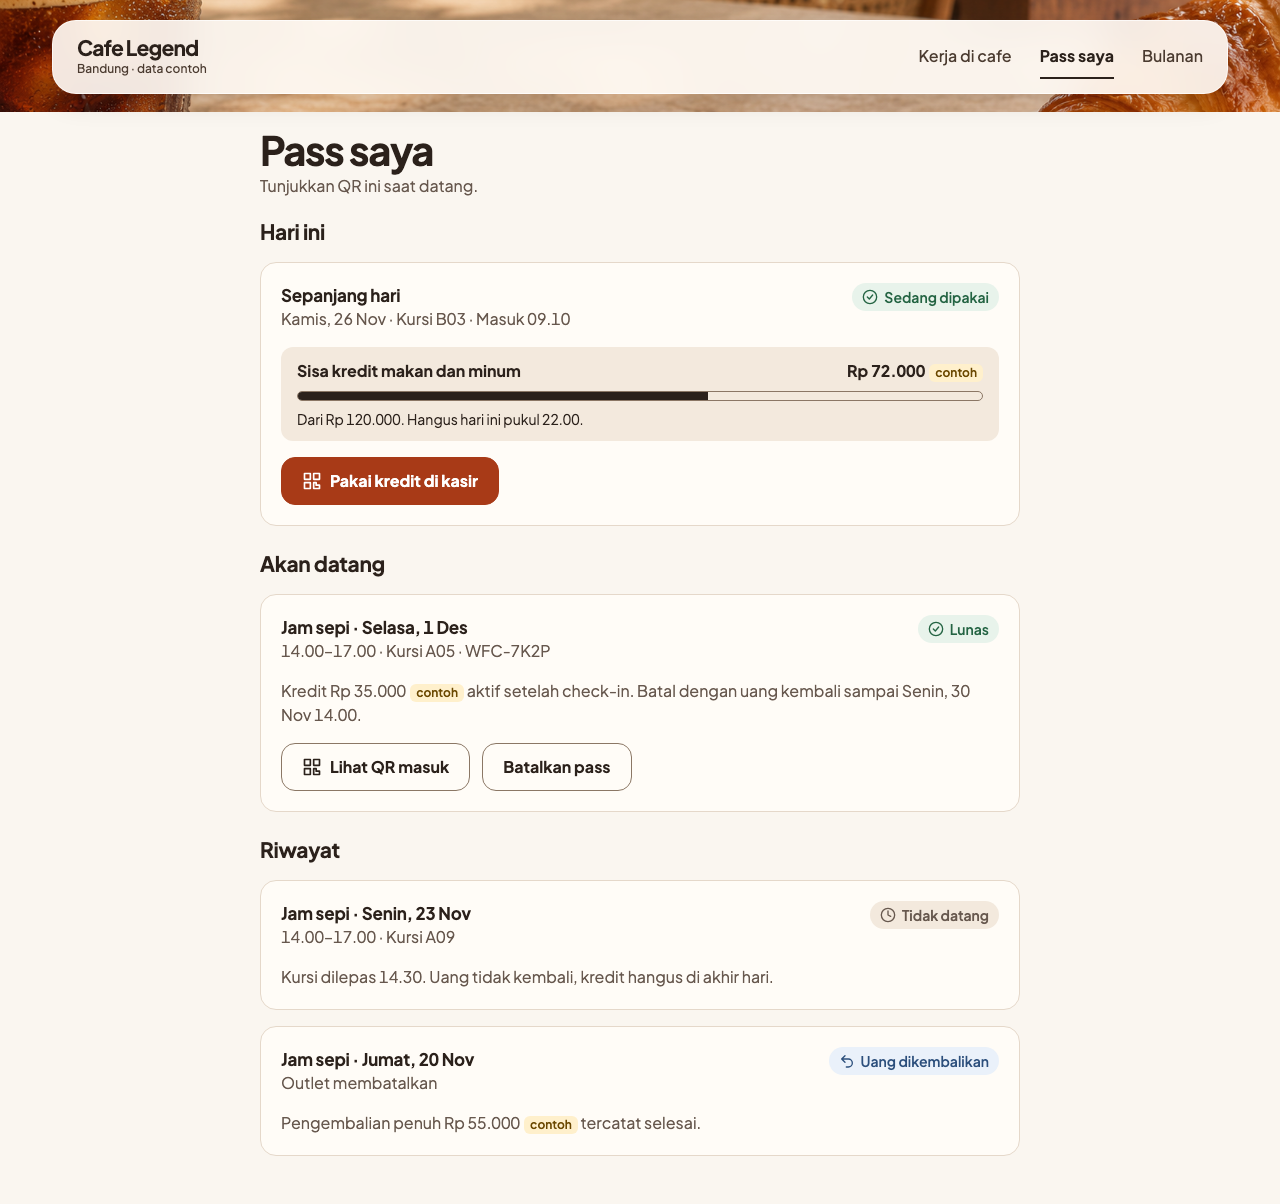 Cafe Legend
Bandung · data contoh
Kerja di cafe
Pass saya
Bulanan
Pass saya
Tunjukkan QR ini saat datang.
Hari ini
Sepanjang hari
Sedang dipakai
Kamis, 26 Nov · Kursi B03 · Masuk 09.10
Sisa kredit makan dan minum
Rp 72.000 contoh
Dari Rp 120.000. Hangus hari ini pukul 22.00.
Pakai kredit di kasir
Akan datang
Jam sepi · Selasa, 1 Des
Lunas
14.00–17.00 · Kursi A05 · WFC-7K2P
Kredit Rp 35.000 contoh aktif setelah check-in. Batal dengan uang kembali sampai Senin, 30
Nov 14.00.
Lihat QR masuk
Batalkan pass
Riwayat
Jam sepi · Senin, 23 Nov
Tidak datang
14.00–17.00 · Kursi A09
Kursi dilepas 14.30. Uang tidak kembali, kredit hangus di akhir hari.
Jam sepi · Jumat, 20 Nov
Uang dikembalikan
Outlet membatalkan
Pengembalian penuh Rp 55.000 contoh tercatat selesai.